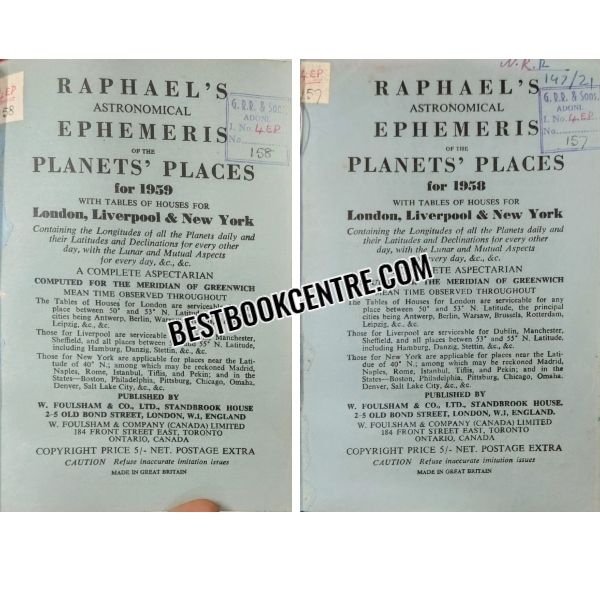 4.EP
58
G.R.R. & Sons.
ADONI.
I. No. 4.EP.
No.
158
RAPHAEL'S
ASTRONOMICAL
EPHEMERIS
OF THE
PLANETS' PLACES
for 1959
WITH TABLES OF HOUSES FOR
London, Liverpool & New York
Containing the Longitudes of all the Planets daily and
their Latitudes and Declinations for every other
day, with the Lunar and Mutual Aspects
for every day, &c., &c.
A COMPLETE ASPECTARIAN
COMPUTED FOR THE MERIDIAN OF GREENWICH
MEAN TIME OBSERVED THROUGHOUT
The Tables of Houses for London are serviceable for any
place between 50° and 53° N. Latitude,
cities being Antwerp, Berlin, Warsaw,
Leipzig, &c., &c.
Those for Liverpool are serviceable Manchester,
Sheffield, and all places between and 55° N. Latitude,
including Hamburg, Danzig, Stettin, &c., &c.
Those for New York are applicable for places near the Lati-
tude of 40° N.; among which may be reckoned Madrid,
Naples, Rome, Istanbul, Tiflis, and Pekin; and in the
States—Boston, Philadelphia, Pittsburg, Chicago, Omaha,
Denver, Salt Lake City, &c., &c.
PUBLISHED BY
W. FOULSHAM & CO., LTD., STANDBROOK HOUSE
2-5 OLD BOND STREET, LONDON, W.1, ENGLAND
W. FOULSHAM & COMPANY (CANADA) LIMITED
184 FRONT STREET EAST, TORONTO
ONTARIO, CANADA
COPYRIGHT PRICE 5/- NET. POSTAGE EXTRA
CAUTION Refuse inaccurate imitation issues
MADE IN GREAT BRITAIN
N.R.R
147/21
4.EP
157
G.R.R. & Sons.
ADONI.
I. No. 4.EP.
No.
157
RAPHAEL'S
ASTRONOMICAL
EPHEMERIS
OF THE
PLANETS' PLACES
for 1958
WITH TABLES OF HOUSES FOR
London, Liverpool & New York
Containing the Longitudes of all the Planets daily and
their Latitudes and Declinations for every other
day, with the Lunar and Mutual Aspects
for every day, &c., &c.
COMPLETE ASPECTARIAN
THE MERIDIAN OF GREENWICH
MEAN TIME OBSERVED THROUGHOUT
The Tables of Houses for London are serviceable for any
place between 50° and 53° N. Latitude, the principal
cities being Antwerp, Berlin, Warsaw, Brussels, Rotterdam,
Leipzig, &c., &c.
Those for Liverpool are serviceable for Dublin, Manchester,
Sheffield, and all places between 53° and 55° N. Latitude,
including Hamburg, Danzig, Stettin, &c., &c.
Those for New York are applicable for places near the Lati-
tude of 40° N.; among which may be reckoned Madrid,
Naples, Rome, Istanbul, Tiflis, and Pekin; and in the
States—Boston, Philadelphia, Pittsburg, Chicago, Omaha,
Denver, Salt Lake City, &c., &c.
PUBLISHED BY
W. FOULSHAM & CO., LTD., STANDBROOK HOUSE,
2-5 OLD BOND STREET, LONDON, W.1, ENGLAND.
W. FOULSHAM & COMPANY (CANADA) LIMITED
184 FRONT STREET EAST, TORONTO
ONTARIO, CANADA
COPYRIGHT PRICE 5/- NET. POSTAGE EXTRA
CAUTION Refuse inaccurate imitation issues
MADE IN GREAT BRITAIN
BESTBOOKCENTRE.COM